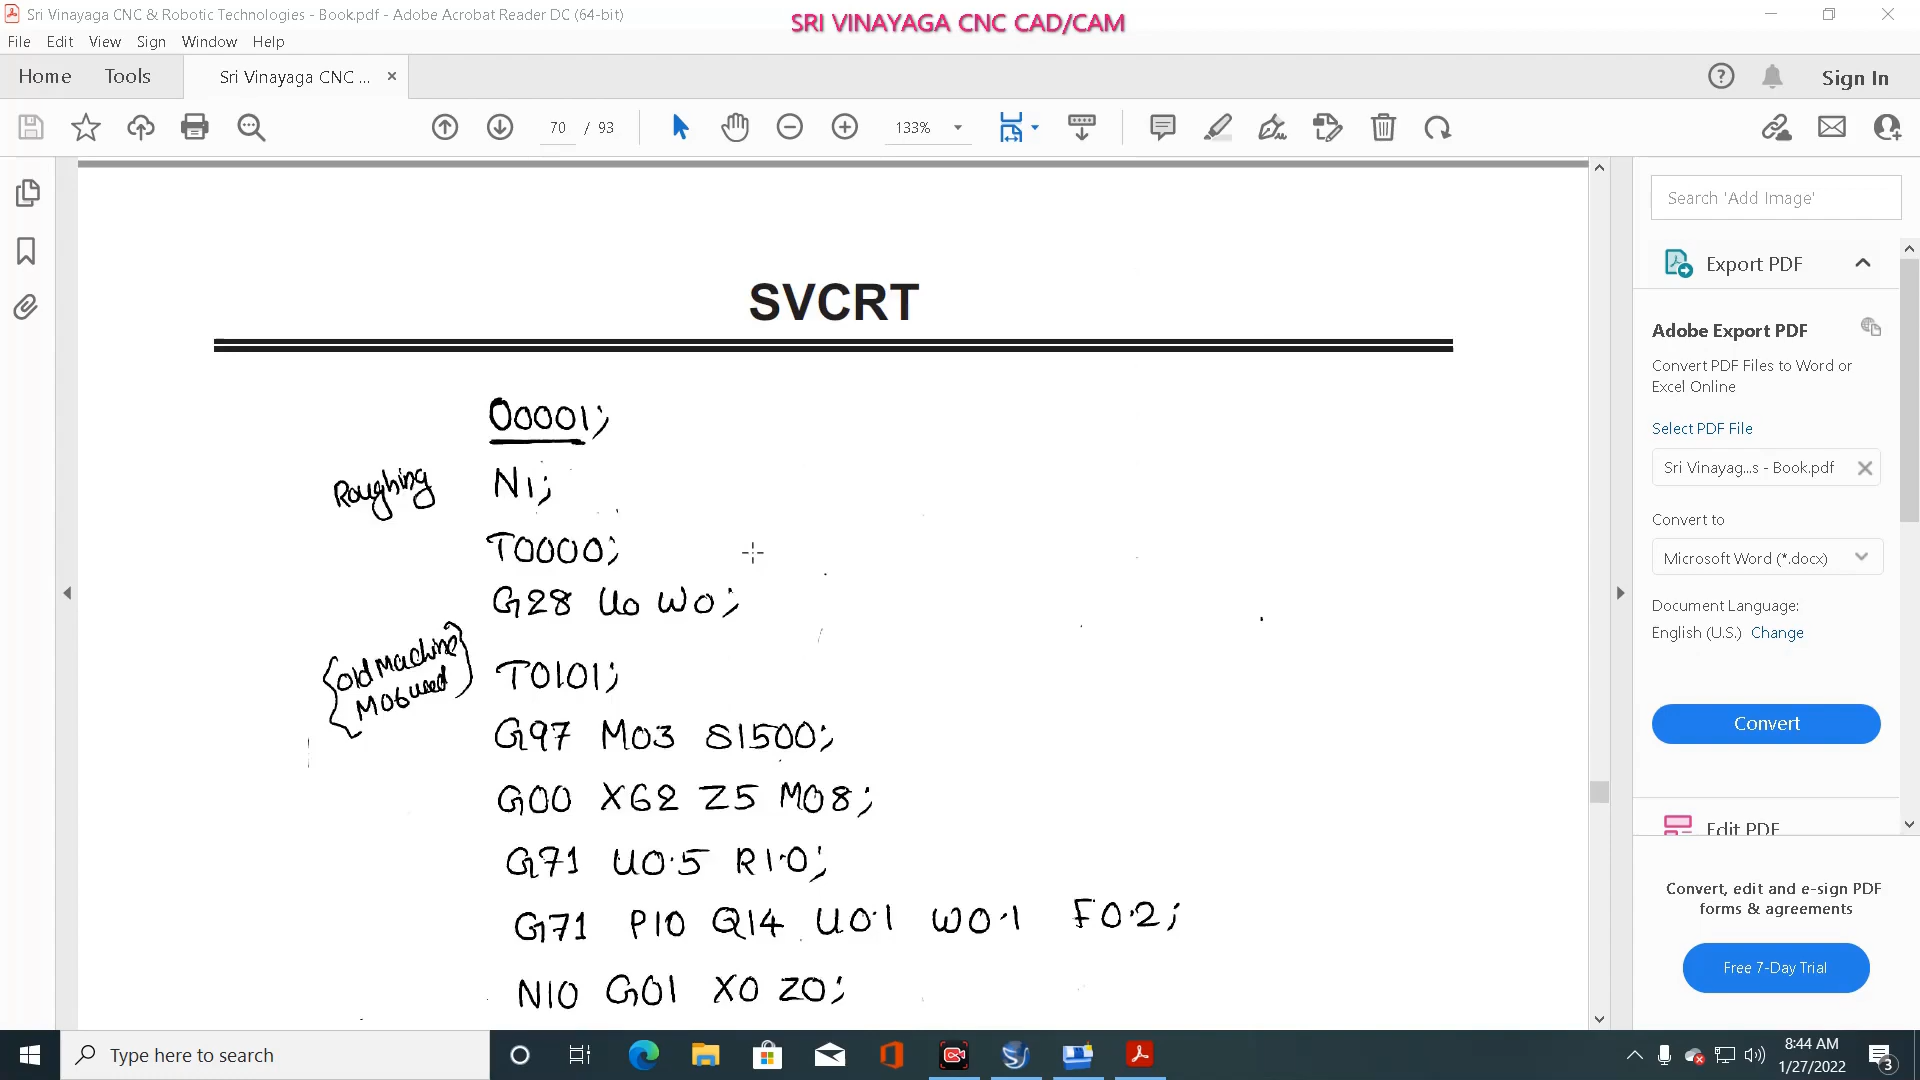 Sri Vinayaga CNC & Robotic Technologies - Book.pdf - Adobe Acrobat Reader DC (64-bit)
SRI VINAYAGA CNC CAD/CAM
File Edit View Sign Window Help
Home Tools Sri Vinayaga CNC ... × Sign In
70 / 93 133%
Search 'Add Image'
Export PDF
Adobe Export PDF
Convert PDF Files to Word or
Excel Online
Select PDF File
Sri Vinayag...s - Book.pdf
Convert to
Microsoft Word (*.docx)
Document Language:
English (U.S.) Change
Convert
Edit PDF
Convert, edit and e-sign PDF
forms & agreements
Free 7-Day Trial
SVCRT
O0001;
Roughing N1;
T0000;
G28 U0 W0;
{old Machine
M06 used}
T0101;
G97 M03 S1500;
G00 X62 Z5 M08;
G71 U0.5 R1.0;
G71 P10 Q14 U0.1 W0.1 F0.2;
N10 G01 X0 Z0;
Type here to search
8:44 AM
1/27/2022
3